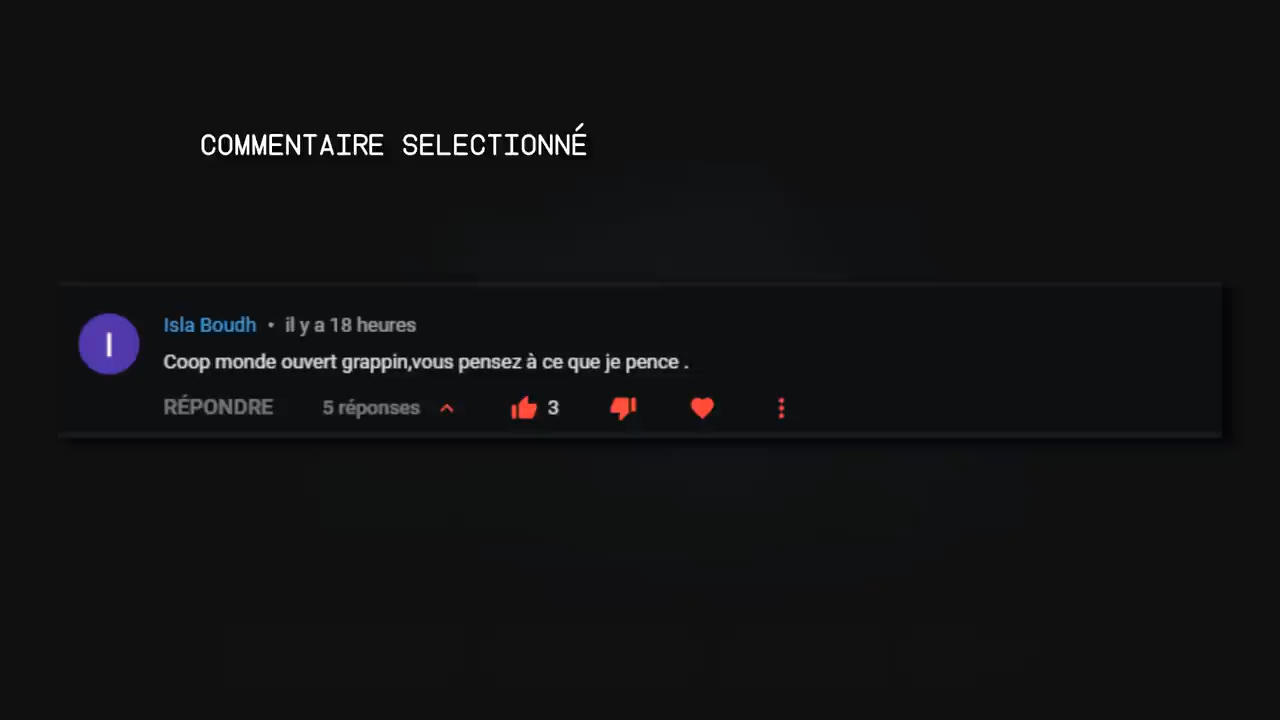 COMMENTAIRE SELECTIONNÉ
I
Isla Boudh • il y a 18 heures
Coop monde ouvert grappin,vous pensez à ce que je pence .
RÉPONDRE 5 réponses 3